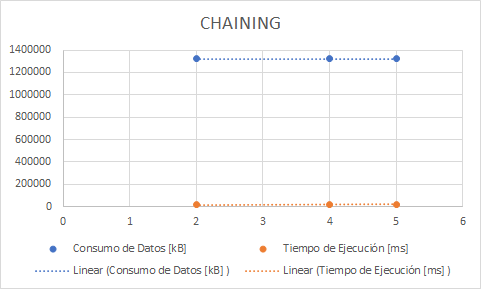 CHAINING
1400000
1200000
1000000
800000
600000
400000
200000
0
0 1 2 3 4 5 6
Consumo de Datos [kB] Tiempo de Ejecución [ms]
Linear (Consumo de Datos [kB] ) Linear (Tiempo de Ejecución [ms] )